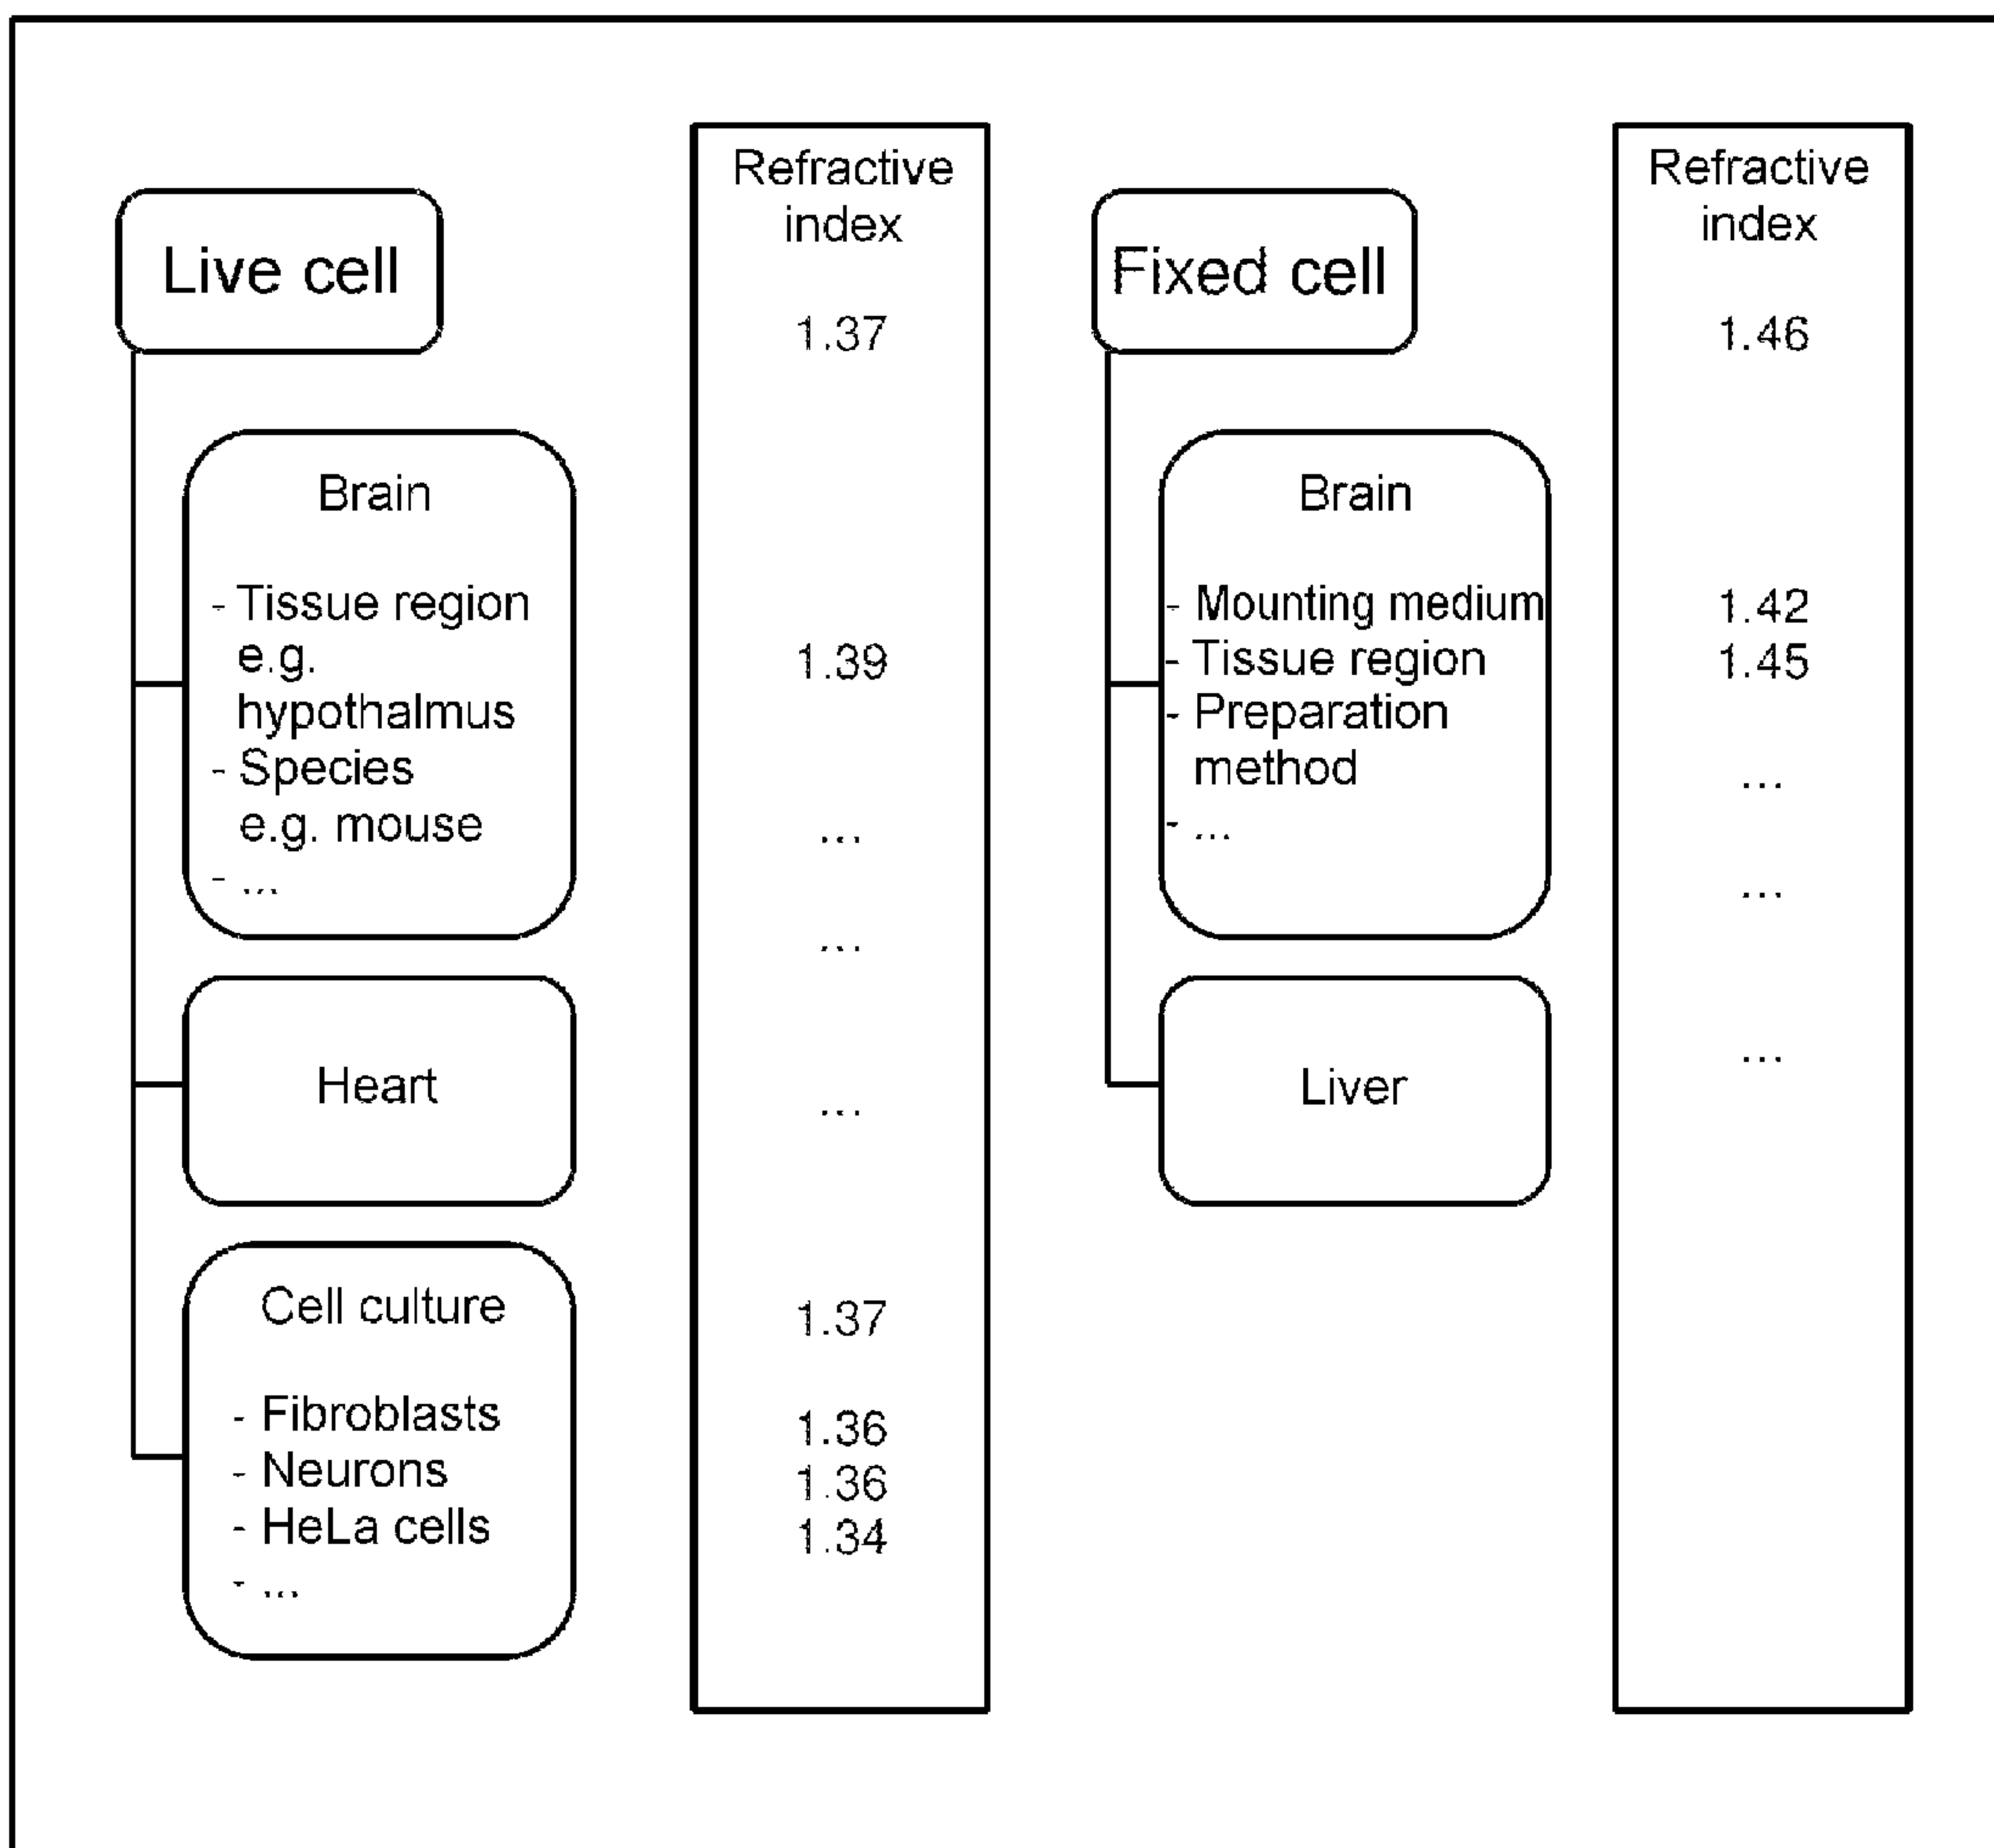 Live cell
Brain
- Tissue region
e.g.
hypothalmus
- Species
e.g. mouse
- ...
Heart
Cell culture
- Fibroblasts
- Neurons
- HeLa cells
- ...
Refractive
index
1.37
1.39
...
...
...
1.37
1.36
1.36
1.34
Fixed cell
Brain
- Mounting medium
- Tissue region
- Preparation
method
- ...
Liver
Refractive
index
1.46
1.42
1.45
...
...
...